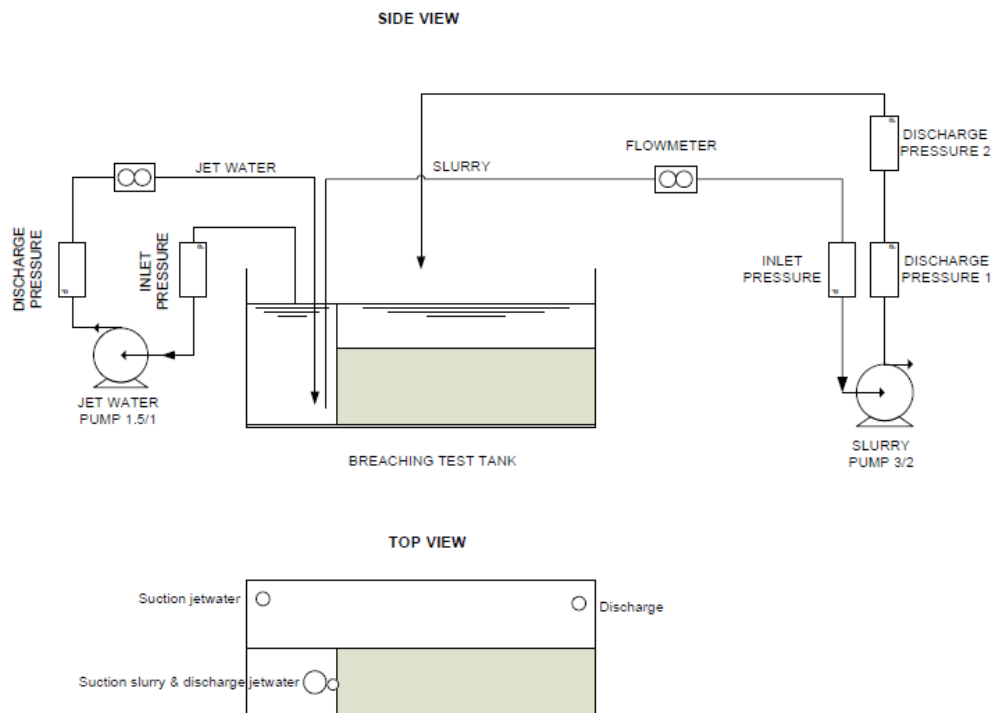 SIDE VIEW
JET WATER
SLURRY
FLOWMETER
DISCHARGE
PRESSURE 2
P
DISCHARGE
PRESSURE
P
INLET
PRESSURE
P
INLET
PRESSURE
P
DISCHARGE
PRESSURE 1
P
JET WATER
PUMP 1.5/1
SLURRY
PUMP 3/2
BREACHING TEST TANK
TOP VIEW
Suction jetwater
Discharge
Suction slurry & discharge jetwater